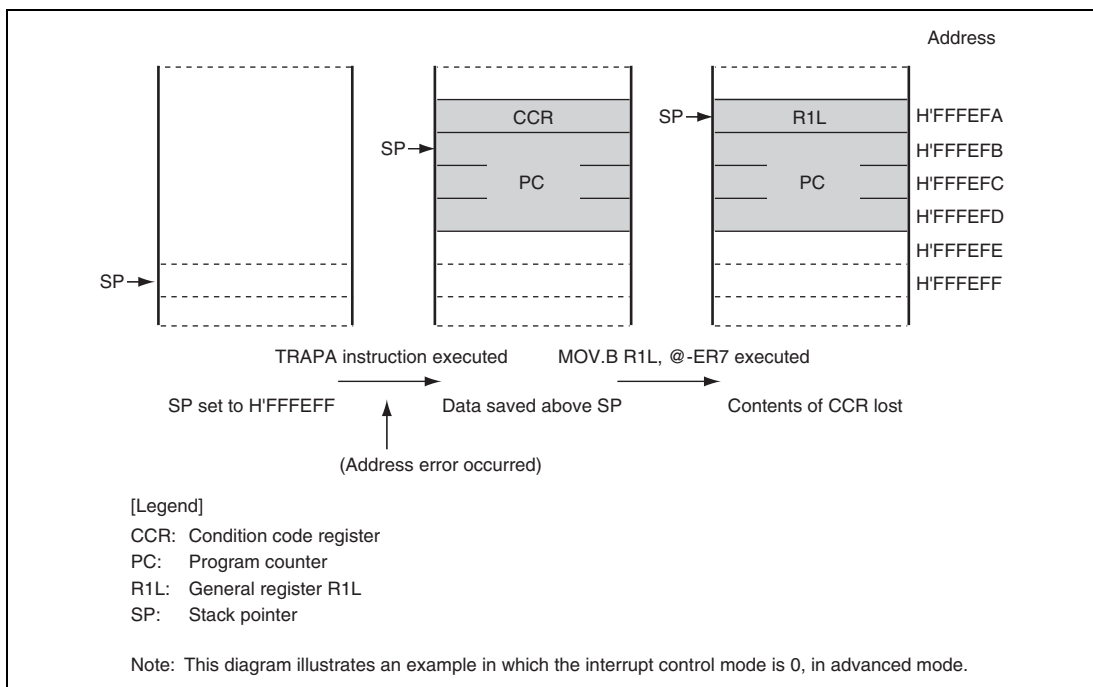 Address
CCR
SP
R1L
H'FFFEFA
SP
H'FFFEFB
PC
PC
H'FFFEFC
H'FFFEFD
H'FFFEFE
SP
H'FFFEFF
TRAPA instruction executed
MOV.B R1L, @-ER7 executed
SP set to H'FFFEFF
Data saved above SP
Contents of CCR lost
(Address error occurred)
[Legend]
CCR: Condition code register
PC: Program counter
R1L: General register R1L
SP: Stack pointer
Note: This diagram illustrates an example in which the interrupt control mode is 0, in advanced mode.